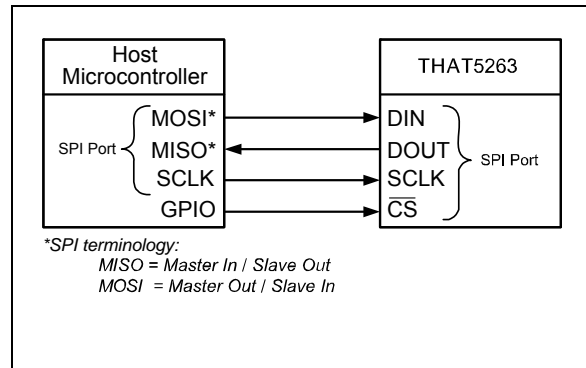 Host
Microcontroller
THAT5263
SPI Port
MOSI*
MISO*
SCLK
GPIO
DIN
DOUT
SCLK
CS
SPI Port
*SPI terminology:
MISO = Master In / Slave Out
MOSI = Master Out / Slave In